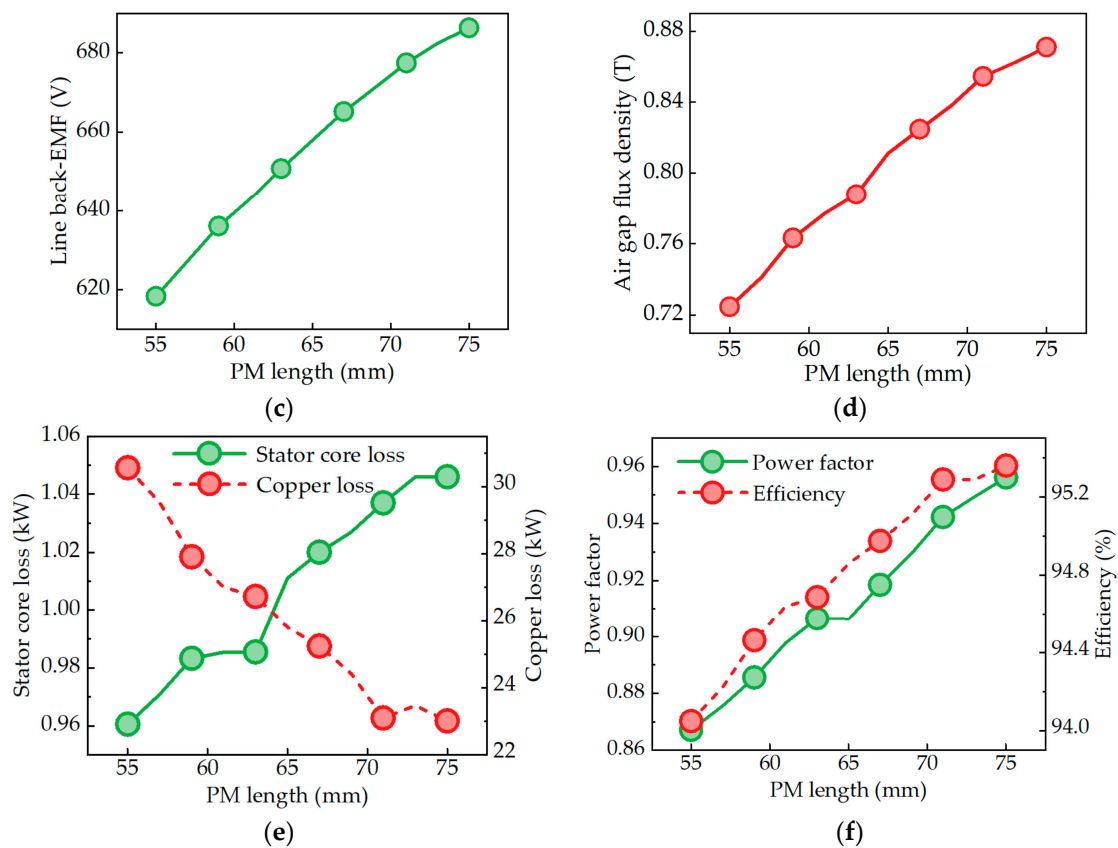 Line back-EMF (V)
680
660
640
620
55 60 65 70 75
PM length (mm)
(c)
Air gap flux density (T)
0.88
0.84
0.80
0.76
0.72
55 60 65 70 75
PM length (mm)
(d)
Stator core loss (kW)
1.06
1.04
1.02
1.00
0.98
0.96
Stator core loss
Copper loss
30
28
26
24
23
22
Copper loss (kW)
55 60 65 70 75
PM length (mm)
(e)
Power factor
0.96
0.94
0.92
0.90
0.88
0.86
Power factor
Efficiency
95.2
94.8
94.4
94.0
Efficiency (%)
55 60 65 70 75
PM length (mm)
(f)